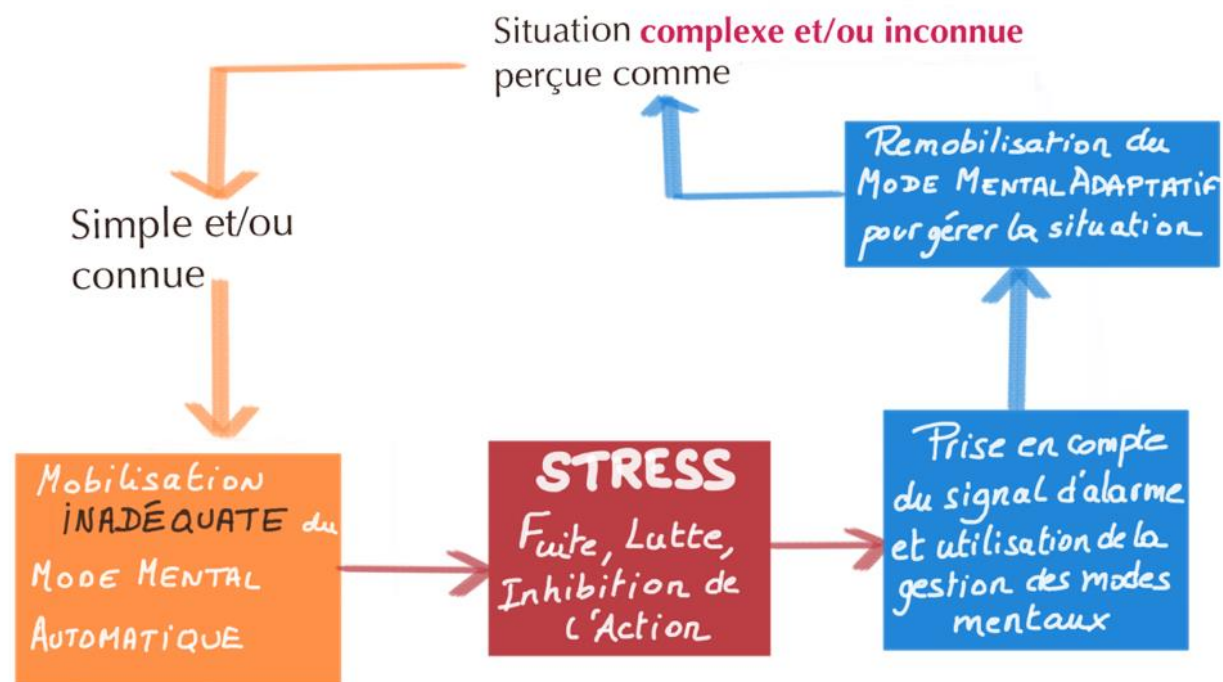 Situation complexe et/ou inconnue
perçue comme
Simple et/ou
connue
Mobilisation
INADÉQUATE du
MODE MENTAL
AUTOMATIQUE
STRESS
Fuite, Lutte,
Inhibition de
l'Action
Prise en compte
du signal d'alarme
et utilisation de la
gestion des modes
mentaux
Remobilisation du
MODE MENTAL ADAPTATIF
pour gérer la situation